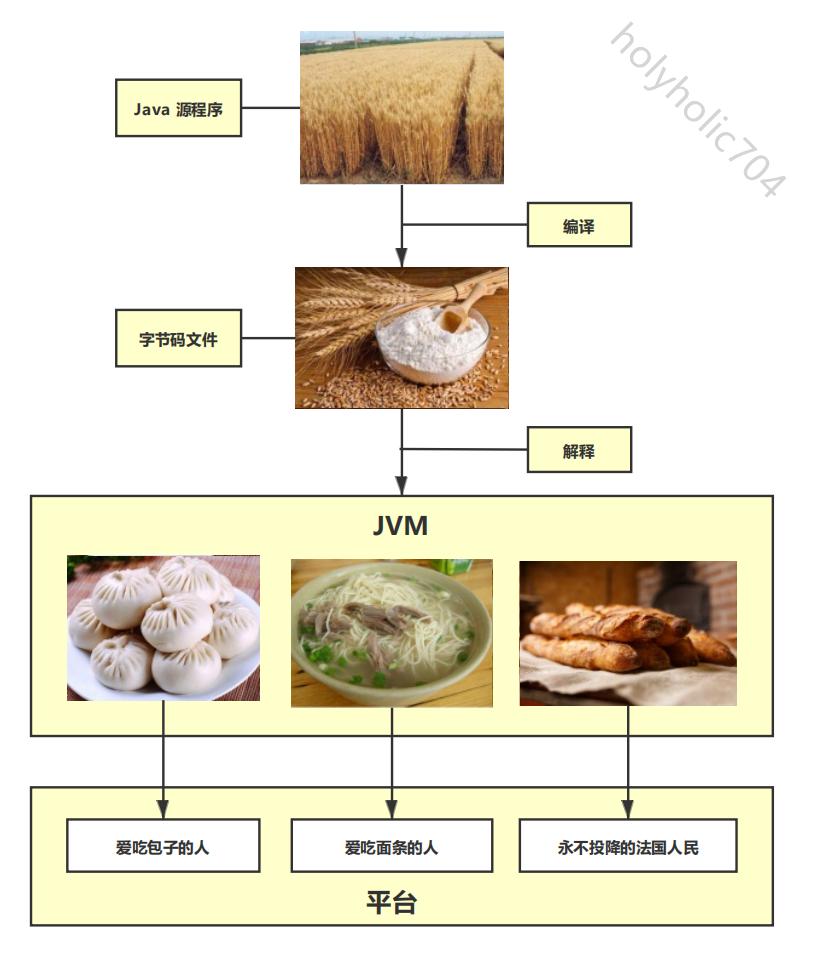 holyholic704
Java 源程序
编译
字节码文件
解释
JVM
爱吃包子的人
爱吃面条的人
永不投降的法国人民
平台